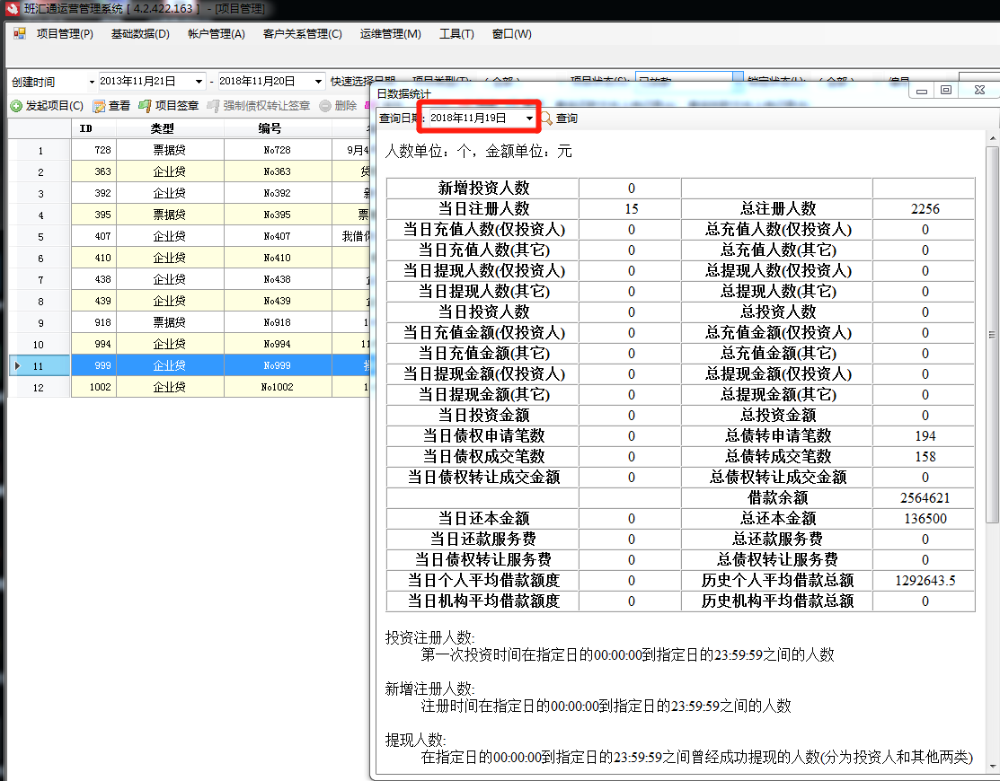 班汇通运营管理系统 [ 4.2.422.163 ] - [项目管理]
项目管理(P) 基础数据(D) 帐户管理(A) 客户关系管理(C) 运维管理(M) 工具(T) 窗口(W)
创建时间 2013年11月21日 - 2018年11月20日 快速选择日期 项目类型(T): 项目状态(S): 已放款 锁定状态(L): 编号
发起项目(C) 查看 项目签章 强制债权转让签章 删除
ID 类型 编号
1 728 票据贷 No728 9月4
2 363 企业贷 No363
3 392 企业贷 No392
4 395 票据贷 No395
5 407 企业贷 No407 我借
6 410 企业贷 No410
7 438 企业贷 No438
8 439 企业贷 No439
9 918 票据贷 No918 1
10 994 企业贷 No994 11
11 999 企业贷 No999
12 1002 企业贷 No1002 1
日数据统计
查询日期: 2018年11月19日 查询
人数单位：个，金额单位：元
新增投资人数 0
当日注册人数 15 总注册人数 2256
当日充值人数(仅投资人) 0 总充值人数(仅投资人) 0
当日充值人数(其它) 0 总充值人数(其它) 0
当日提现人数(仅投资人) 0 总提现人数(仅投资人) 0
当日提现人数(其它) 0 总提现人数(其它) 0
当日投资人数 0 总投资人数 0
当日充值金额(仅投资人) 0 总充值金额(仅投资人) 0
当日充值金额(其它) 0 总充值金额(其它) 0
当日提现金额(仅投资人) 0 总提现金额(仅投资人) 0
当日提现金额(其它) 0 总提现金额(其它) 0
当日投资金额 0 总投资金额 0
当日债权申请笔数 0 总债转申请笔数 194
当日债权成交笔数 0 总债转成交笔数 158
当日债权转让成交金额 0 总债权转让成交金额 0
借款余额 2564621
当日还本金额 0 总还本金额 136500
当日还款服务费 0 总还款服务费 0
当日债权转让服务费 0 总债权转让服务费 0
当日个人平均借款额度 0 历史个人平均借款总额 1292643.5
当日机构平均借款额度 0 历史机构平均借款总额 0
投资注册人数:
第一次投资时间在指定日的00:00:00到指定日的23:59:59之间的人数
新增注册人数:
注册时间在指定日的00:00:00到指定日的23:59:59之间的人数
提现人数:
在指定日的00:00:00到指定日的23:59:59之间曾经成功提现的人数(分为投资人和其他两类)